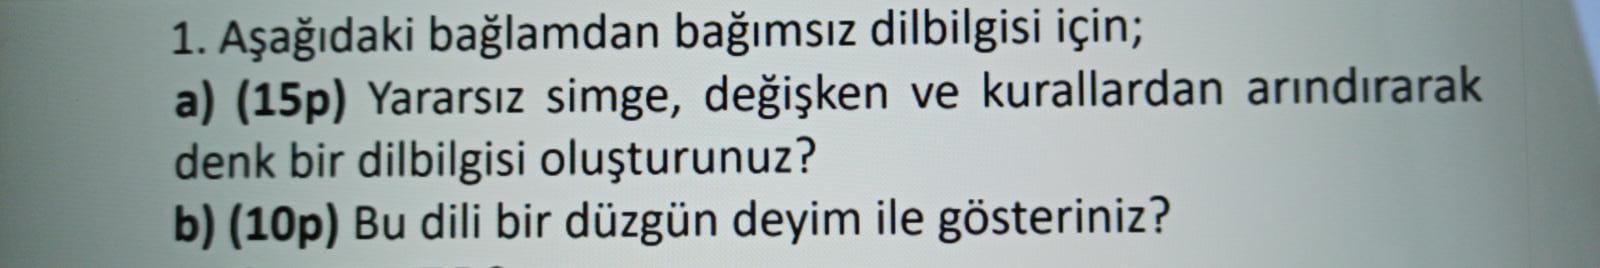 1. Aşağıdaki bağlamdan bağımsız dilbilgisi için;
a) (15p) Yararsız simge, değişken ve kurallardan arındırarak
denk bir dilbilgisi oluşturunuz?
b) (10p) Bu dili bir düzgün deyim ile gösteriniz?